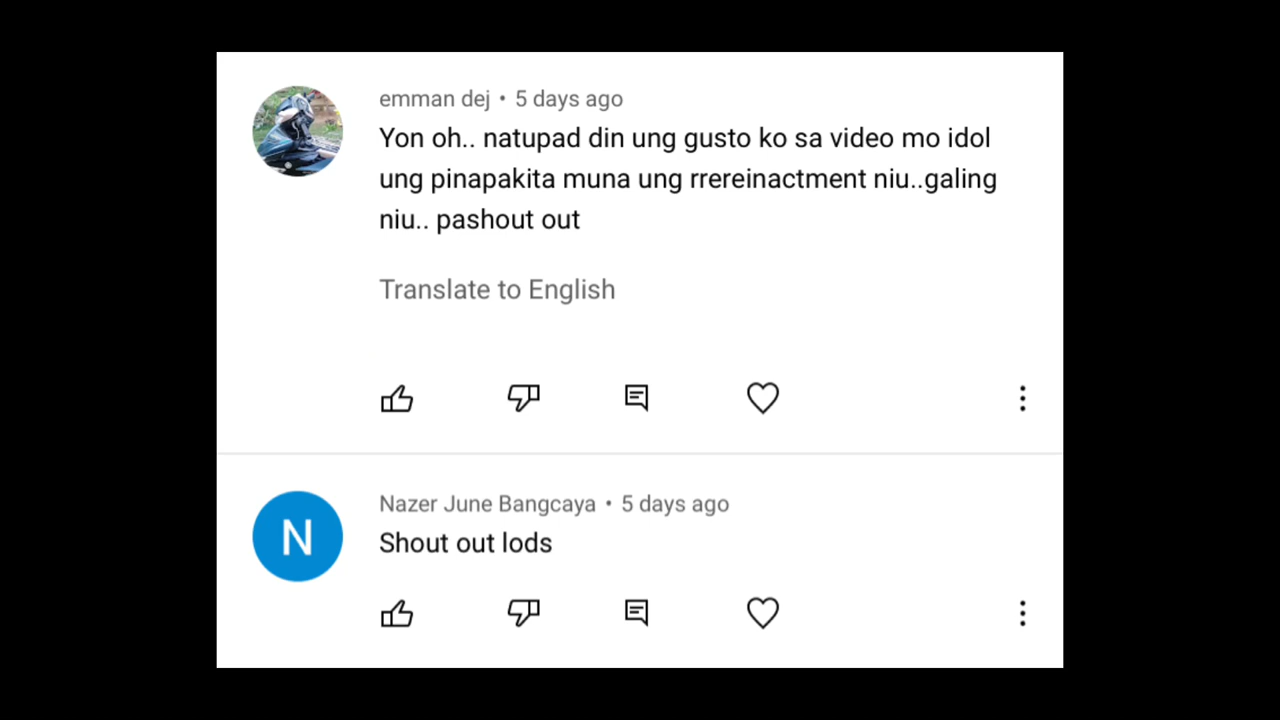 emman dej • 5 days ago
Yon oh.. natupad din ung gusto ko sa video mo idol
ung pinapakita muna ung rrereinactment niu..galing
niu.. pashout out
Translate to English
N
Nazer June Bangcaya • 5 days ago
Shout out lods